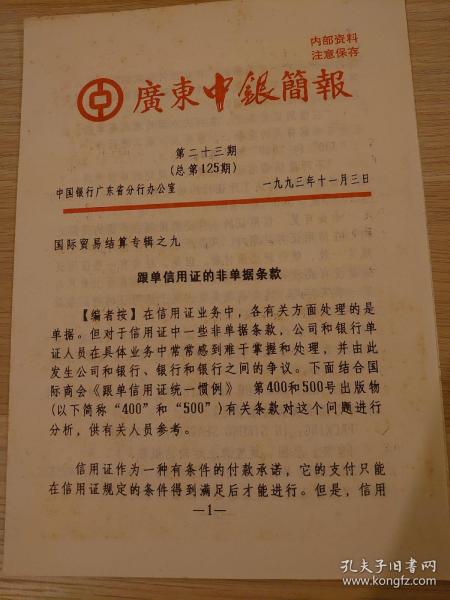 内部资料
注意保存
廣東中銀簡報
第二十三期
(总第125期)
中国银行广东省分行办公室 一九九三年十一月三日
国际贸易结算专辑之九
跟单信用证的非单据条款
【编者按】在信用证业务中，各有关方面处理的是
单据。但对于信用证中一些非单据条款，公司和银行单
证人员在具体业务中常常感到难于掌握和处理，并由此
发生公司和银行、银行和银行之间的争议。下面结合国
际商会《跟单信用证统一惯例》 第400和500号出版物
(以下简称“400”和“500”)有关条款对这个问题进行
分析，供有关人员参考。
信用证作为一种有条件的付款承诺，它的支付只能
在信用证规定的条件得到满足后才能进行。但是，信用
—1—
孔夫子旧书网
www.kongfz.com